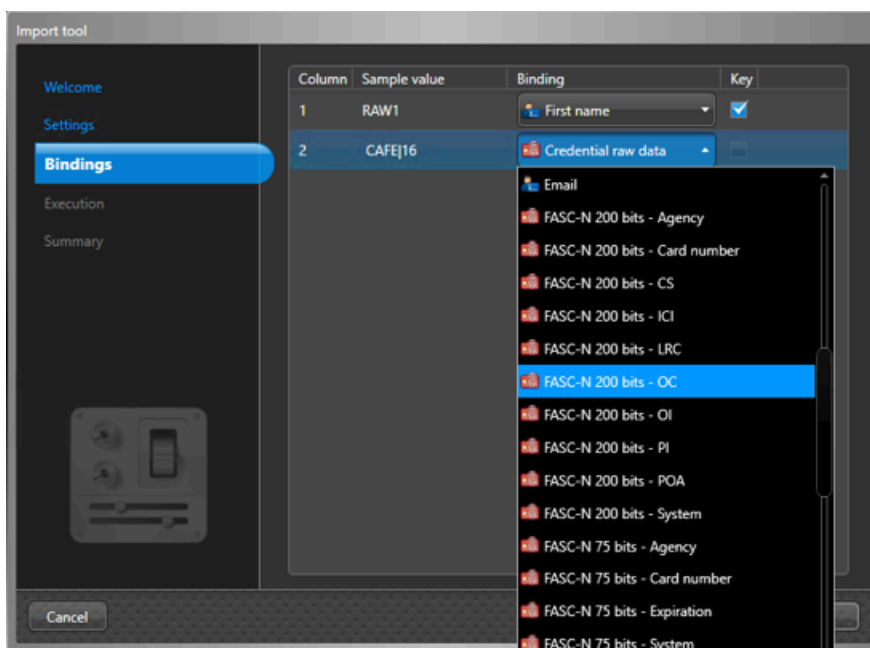 Import tool
Welcome
Settings
Bindings
Execution
Summary
Column Sample value Binding Key
1 RAW1 First name
2 CAFE|16 Credential raw data
Email
FASC-N 200 bits - Agency
FASC-N 200 bits - Card number
FASC-N 200 bits - CS
FASC-N 200 bits - ICI
FASC-N 200 bits - LRC
FASC-N 200 bits - OC
FASC-N 200 bits - OI
FASC-N 200 bits - PI
FASC-N 200 bits - POA
FASC-N 200 bits - System
FASC-N 75 bits - Agency
FASC-N 75 bits - Card number
FASC-N 75 bits - Expiration
FASC-N 75 bits - System
Cancel